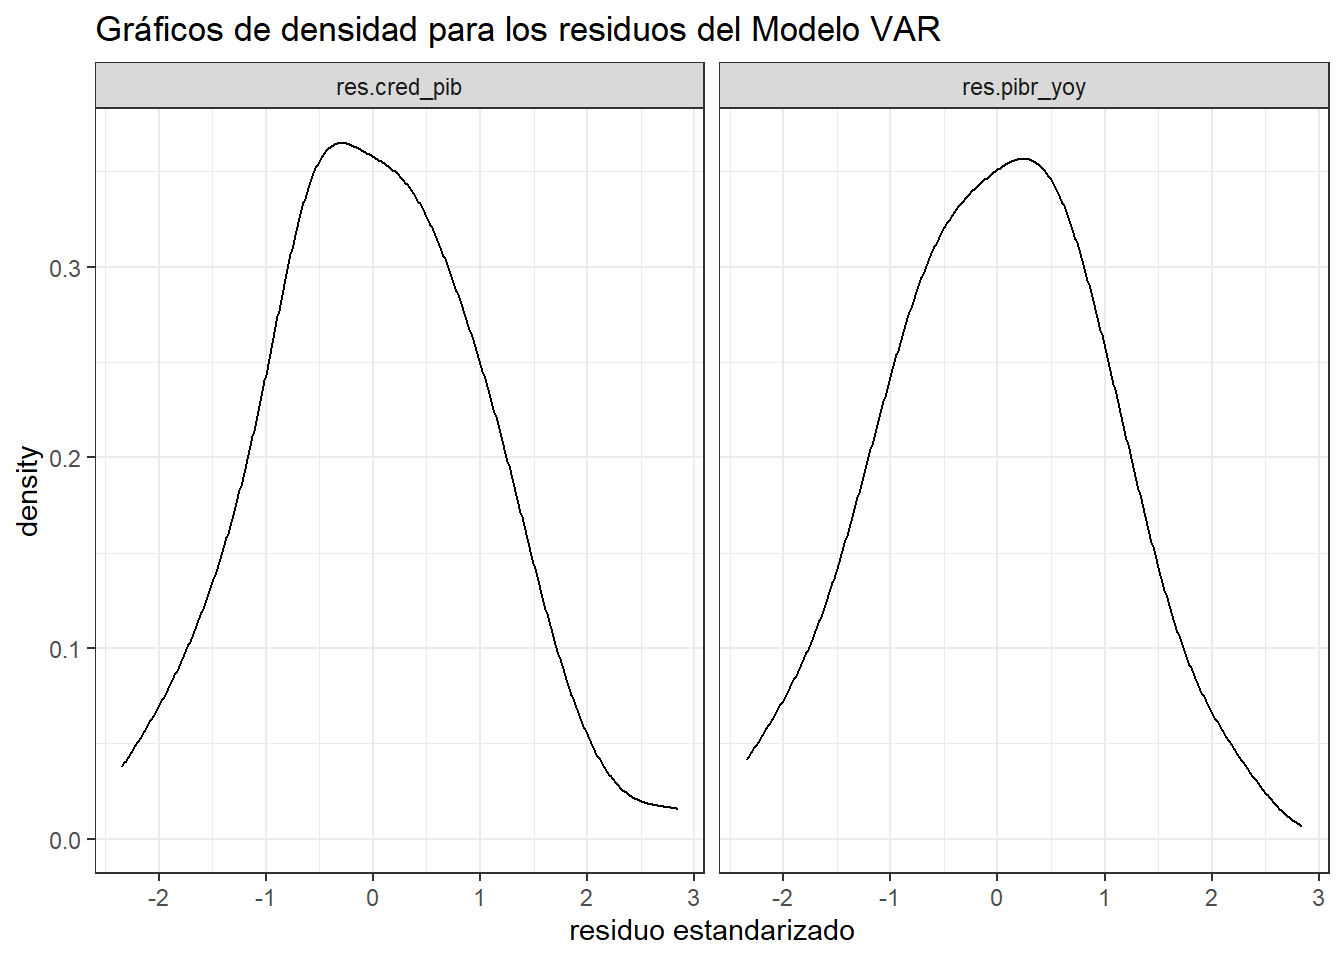 Gráficos de densidad para los residuos del Modelo VAR
res.cred_pib
res.pibr_yoy
density
0.3
0.2
0.1
0.0
-2 -1 0 1 2 3
-2 -1 0 1 2 3
residuo estandarizado